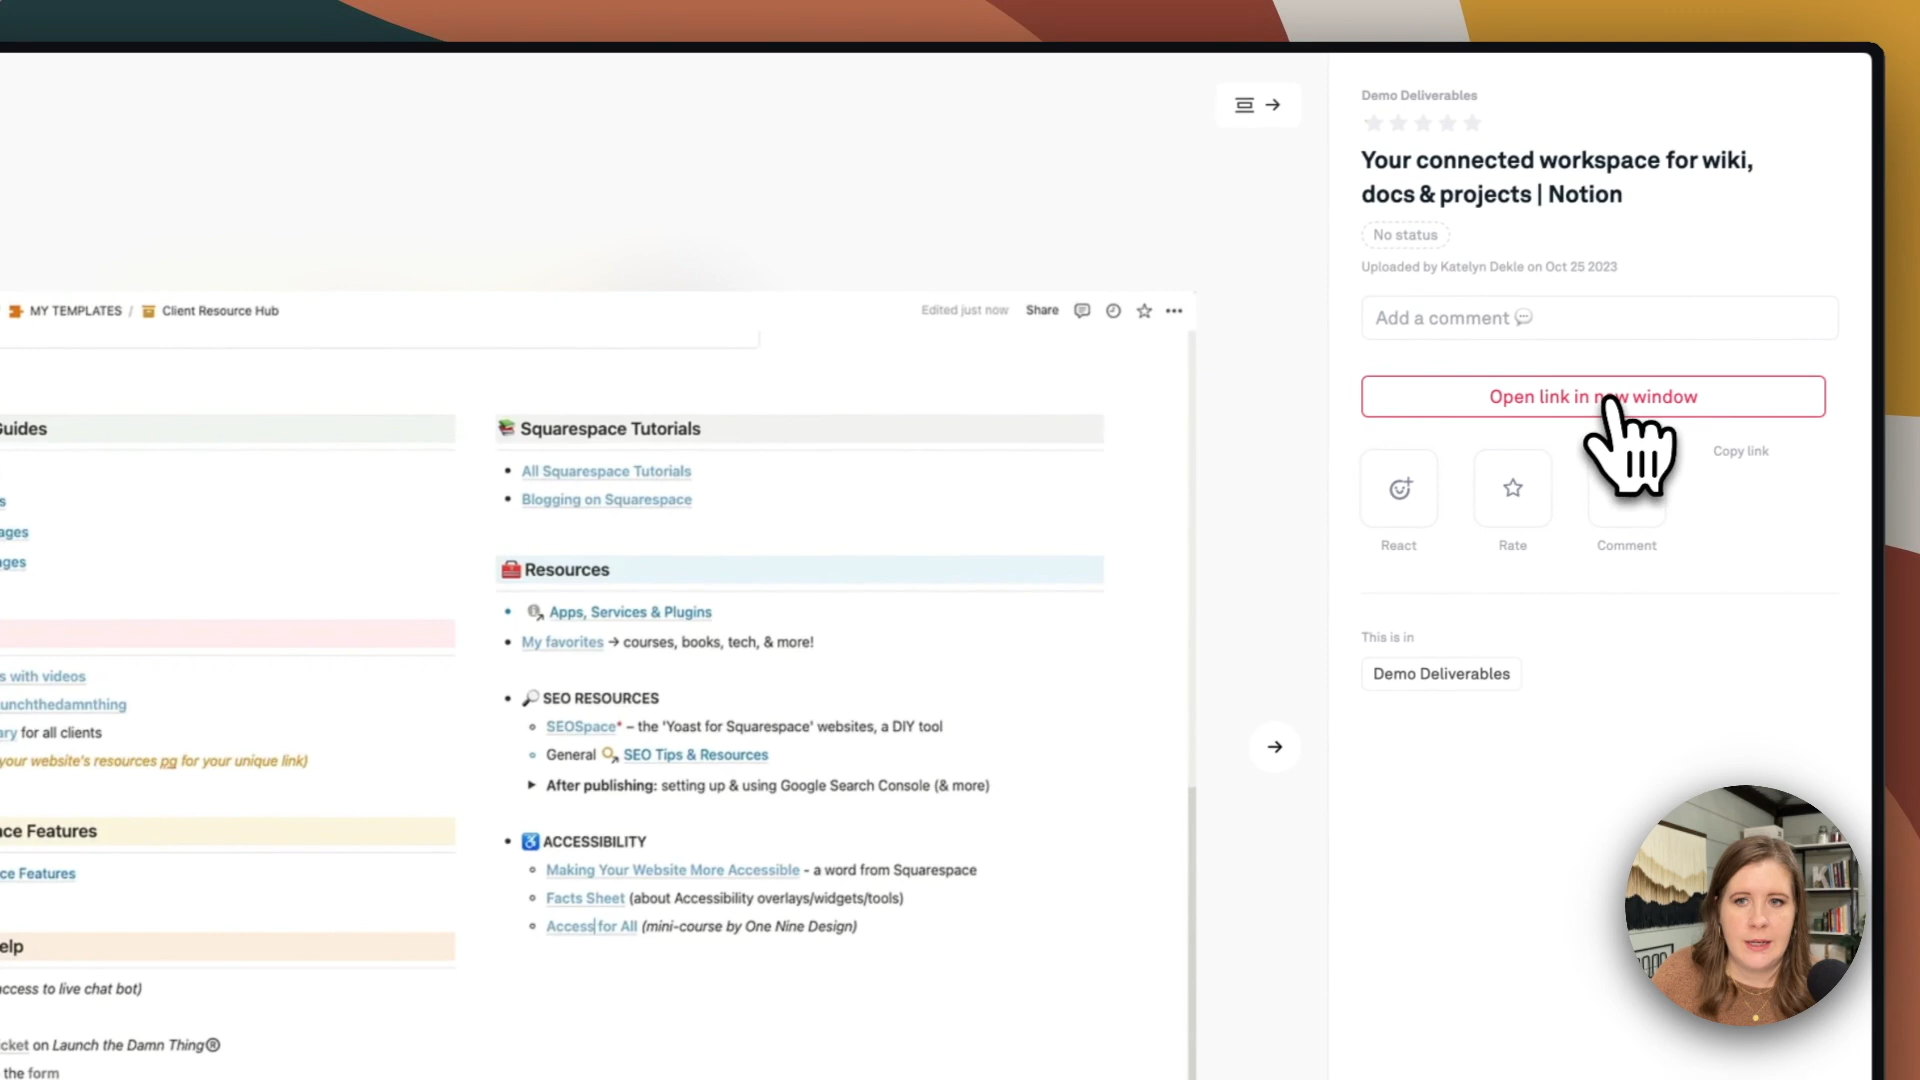 Demo Deliverables
Your connected workspace for wiki,
docs & projects | Notion
No status
Uploaded by Katelyn Dekle on Oct 25 2023
Add a comment
Open link in new window
Copy link
React
Rate
Comment
This is in
Demo Deliverables
MY TEMPLATES / Client Resource Hub
Edited just now
Share
Guides
s
ages
ages
s with videos
unchthedamnthing
ary for all clients
your website's resources pg for your unique link)
ce Features
ce Features
elp
access to live chat bot)
icket on Launch the Damn Thing®
the form
Squarespace Tutorials
All Squarespace Tutorials
Blogging on Squarespace
Resources
Apps, Services & Plugins
My favorites → courses, books, tech, & more!
SEO RESOURCES
SEOSpace* – the 'Yoast for Squarespace' websites, a DIY tool
General SEO Tips & Resources
After publishing: setting up & using Google Search Console (& more)
ACCESSIBILITY
Making Your Website More Accessible - a word from Squarespace
Facts Sheet (about Accessibility overlays/widgets/tools)
Access for All (mini-course by One Nine Design)